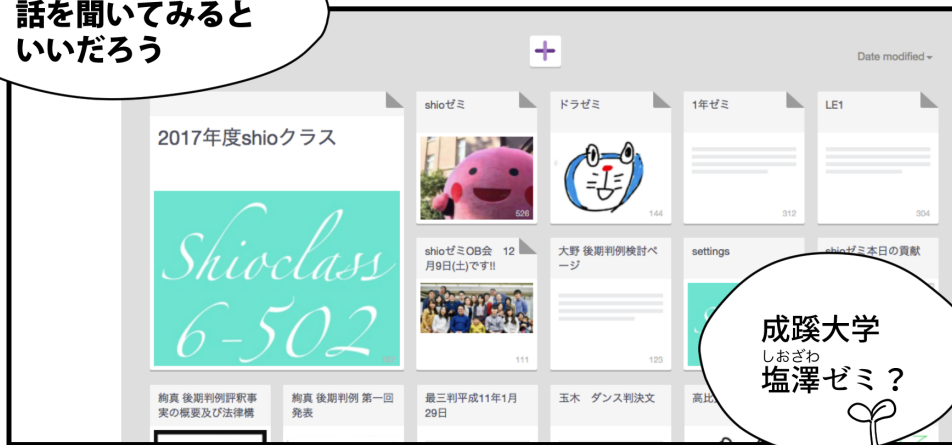 話を聞いてみると
いいだろう
Date modified
2017年度shioクラス
Shioclass
6-502
shioゼミ
526
ドラゼミ
144
1年ゼミ
312
LE1
304
shioゼミOB会 12
月9日(土)です!!
111
大野 後期判例検討ペ
ージ
123
settings
shioゼミ本日の貢献
成蹊大学
しおざわ
塩澤ゼミ?
絢真 後期判例評釈事
実の概要及び法律構
絢真 後期判例 第一回
発表
最三判平成11年1月
29日
玉木 ダンス判決文
高比